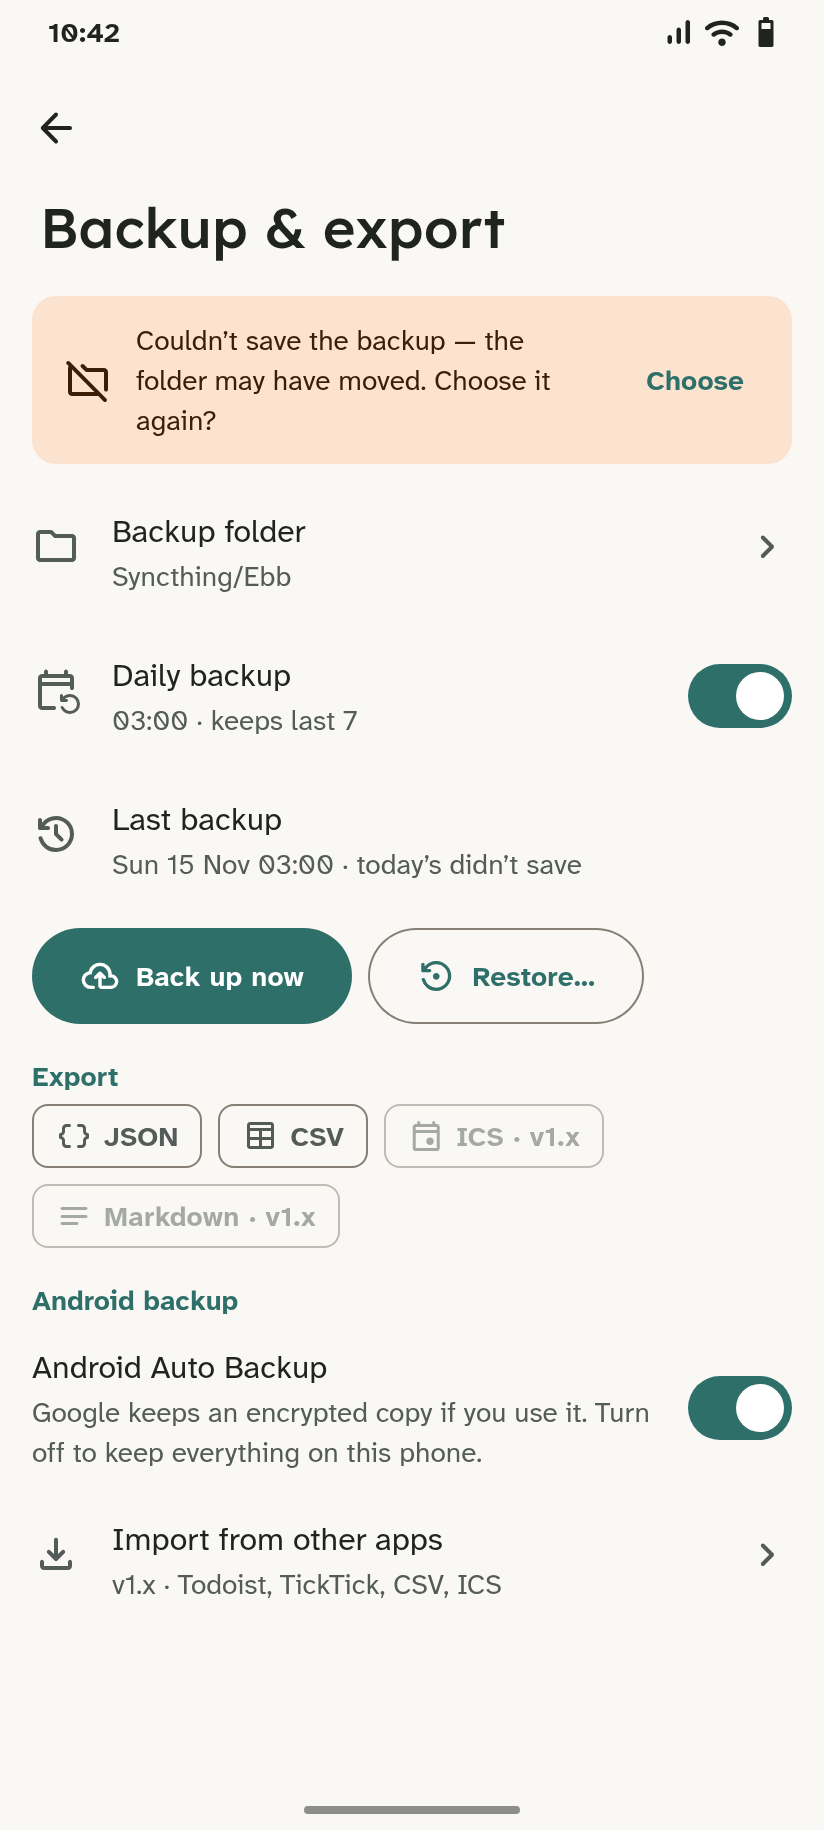 10:42
Backup & export
Couldn’t save the backup — the
folder may have moved. Choose it
again?
Choose
Backup folder
Syncthing/Ebb
Daily backup
03:00 · keeps last 7
Last backup
Sun 15 Nov 03:00 · today’s didn’t save
Back up now
Restore...
Export
JSON
CSV
ICS · v1.x
Markdown · v1.x
Android backup
Android Auto Backup
Google keeps an encrypted copy if you use it. Turn
off to keep everything on this phone.
Import from other apps
v1.x · Todoist, TickTick, CSV, ICS